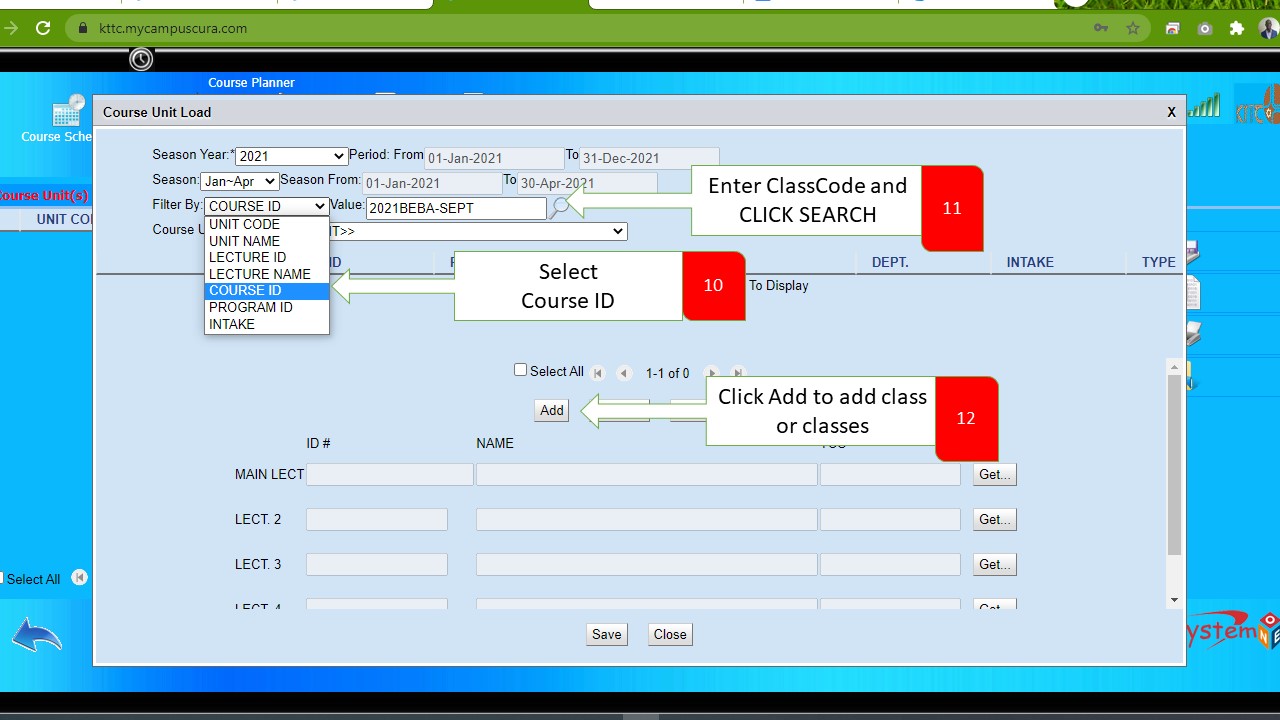 kttc.mycampuscura.com
Course Planner
Course Sche
Course Unit Load X
Season Year:* 2021 Period: From 01-Jan-2021 To 31-Dec-2021
Season: Jan~Apr Season From: 01-Jan-2021 To 30-Apr-2021
Filter By: COURSE ID Value: 2021BEBA-SEPT
Enter ClassCode and
CLICK SEARCH
11
ourse Unit(s)
UNIT COD
Course U
IT>>
UNIT CODE
UNIT NAME
LECTURE ID
LECTURE NAME
COURSE ID
PROGRAM ID
INTAKE
ID
DEPT. INTAKE TYPE
Select
Course ID
10
To Display
Select All 1-1 of 0
Add
Click Add to add class
or classes
12
ID # NAME
MAIN LECT Get...
LECT. 2 Get...
LECT. 3 Get...
LECT. 4 Get...
Select All
Save Close
ystem